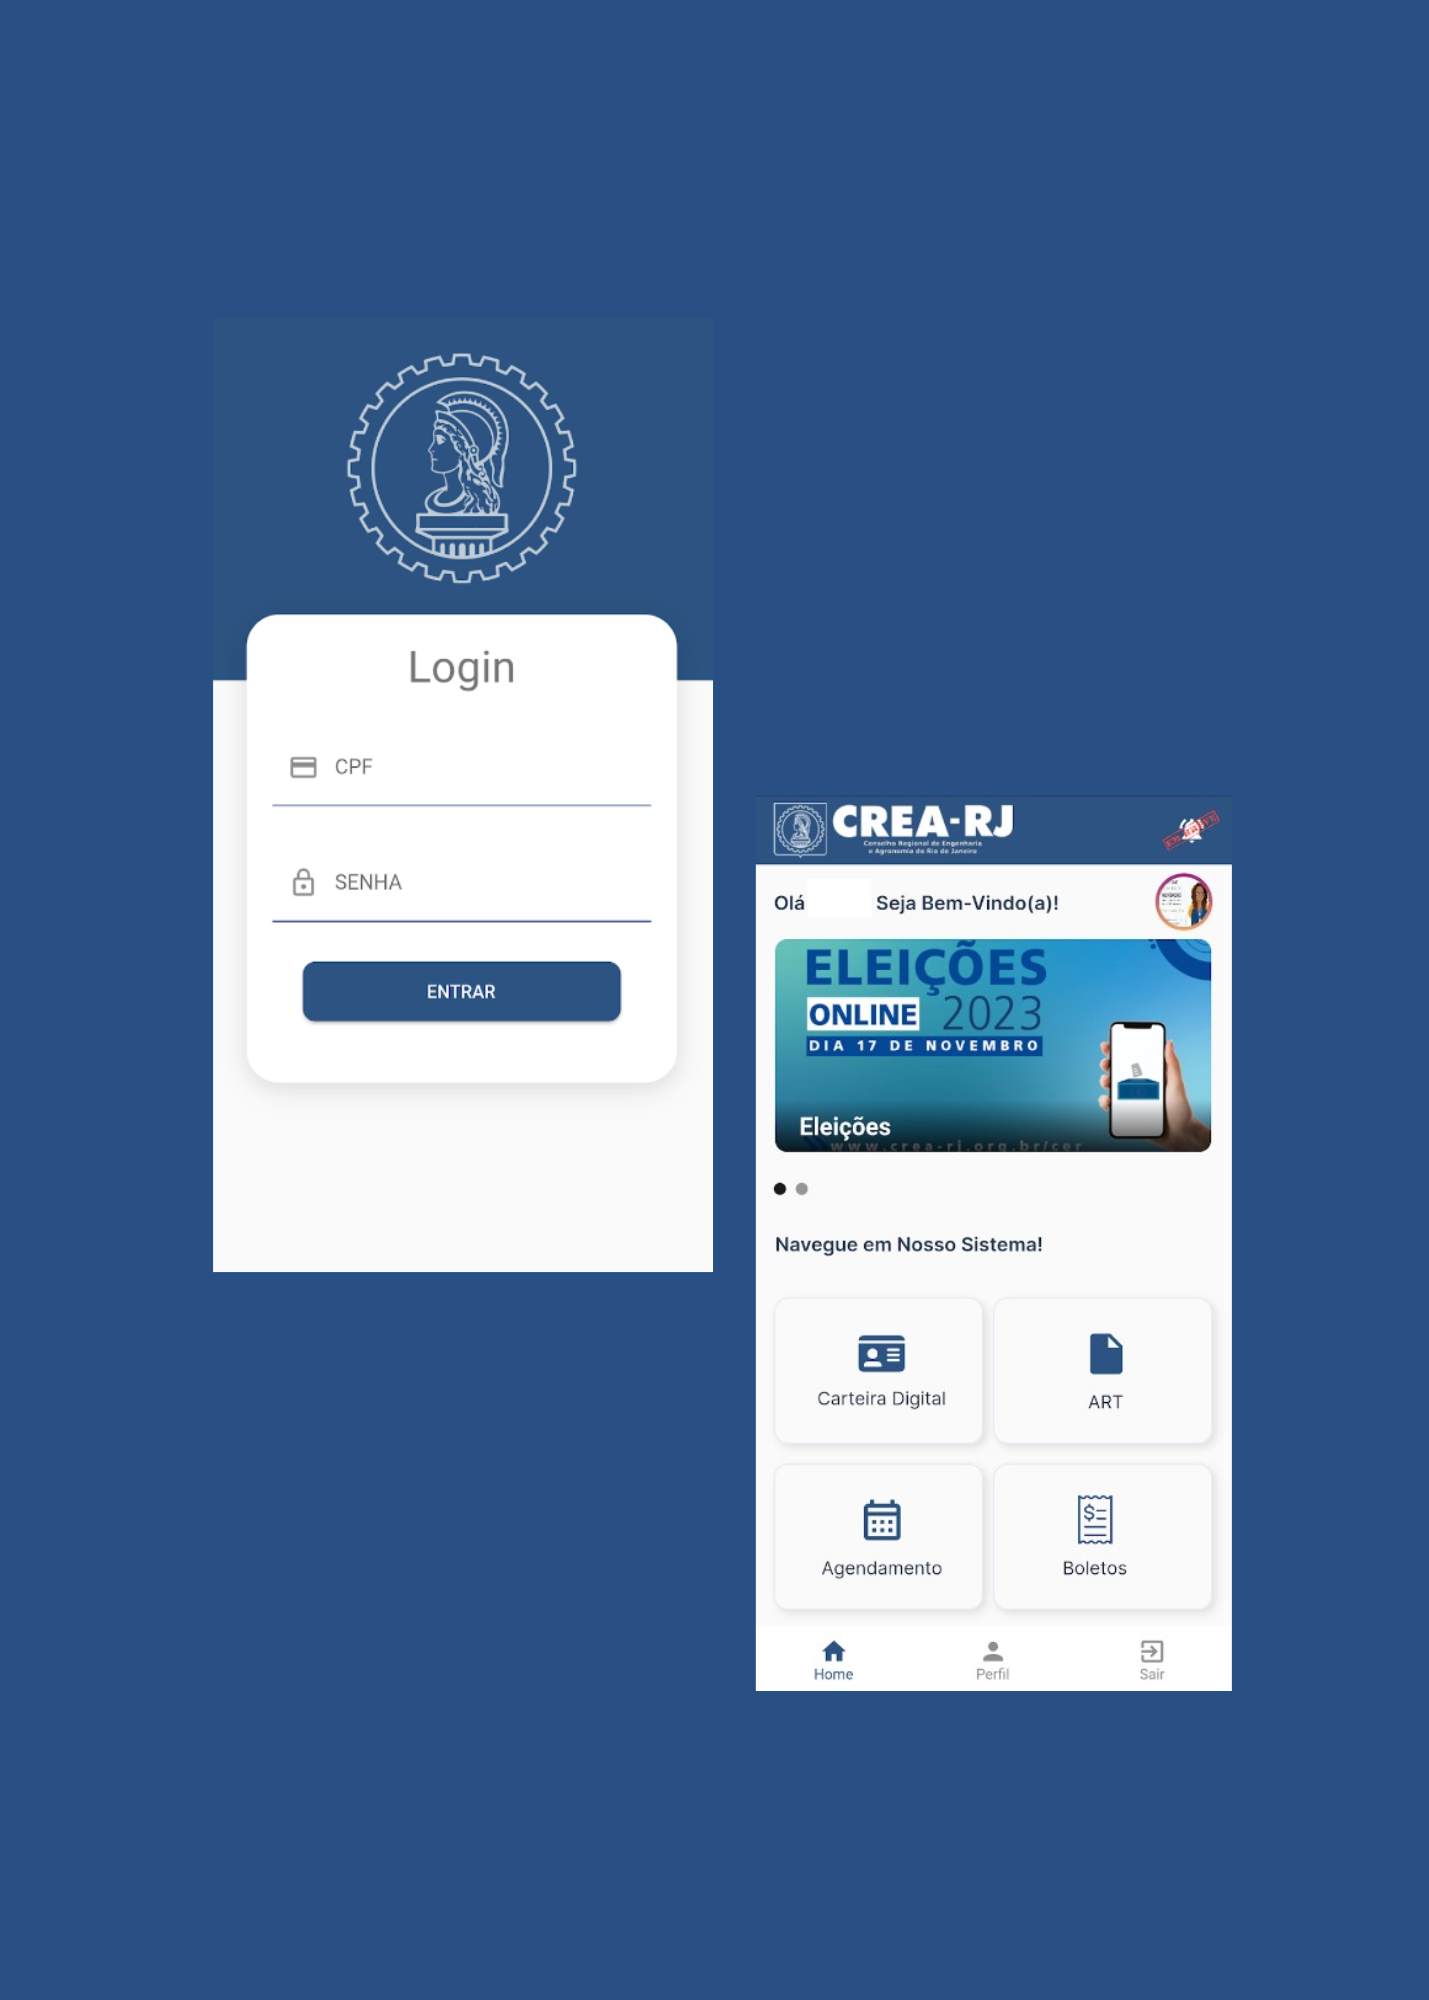 Login
CPF
SENHA
ENTRAR
CREA-RJ
Conselho Regional de Engenharia
e Agronomia do Rio de Janeiro
EM BREVE
Olá Seja Bem-Vindo(a)!
ELEIÇÕES
ONLINE 2023
DIA 17 DE NOVEMBRO
Eleições
www.crea-rj.org.br/cer
Navegue em Nosso Sistema!
Carteira Digital
ART
Agendamento
Boletos
Home
Perfil
Sair